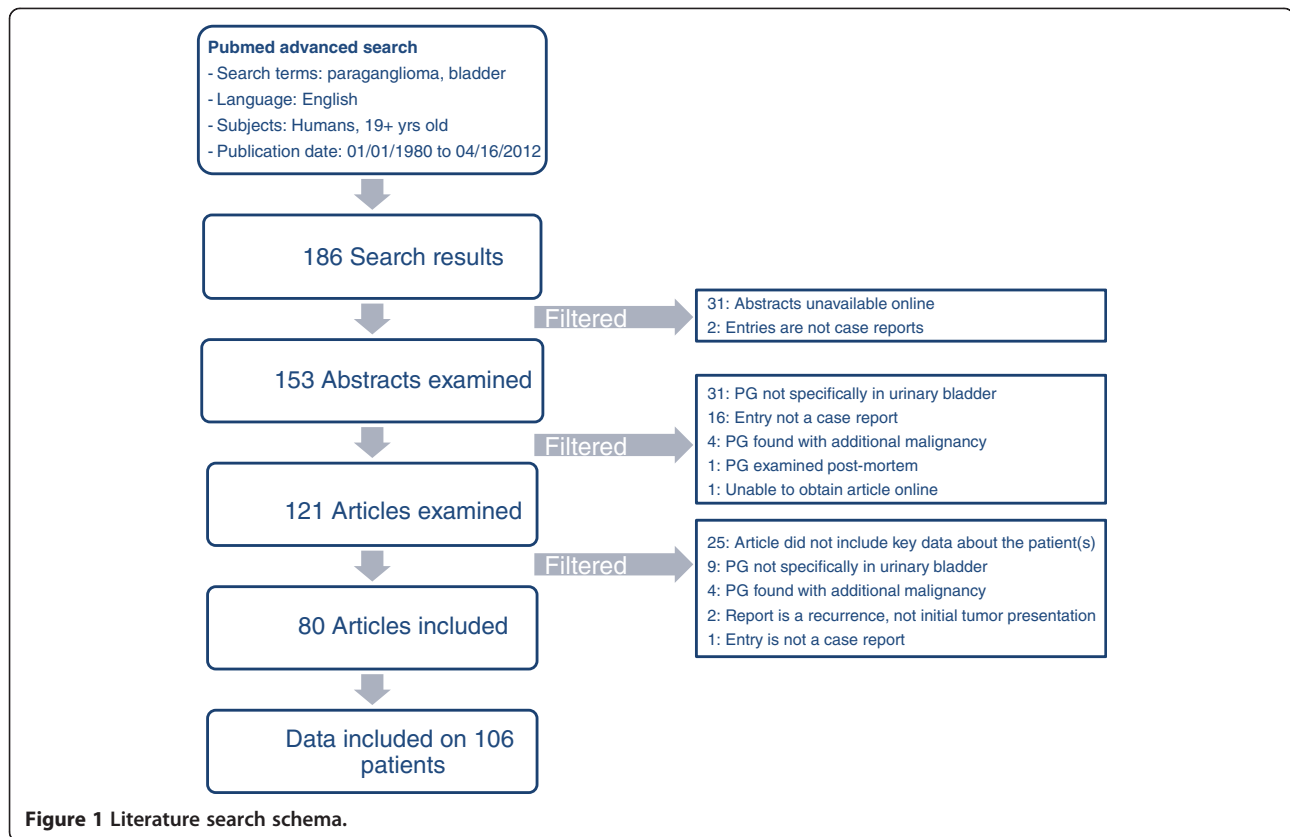 Pubmed advanced search
- Search terms: paraganglioma, bladder
- Language: English
- Subjects: Humans, 19+ yrs old
- Publication date: 01/01/1980 to 04/16/2012
186 Search results
Filtered
31: Abstracts unavailable online
2: Entries are not case reports
153 Abstracts examined
Filtered
31: PG not specifically in urinary bladder
16: Entry not a case report
4: PG found with additional malignancy
1: PG examined post-mortem
1: Unable to obtain article online
121 Articles examined
Filtered
25: Article did not include key data about the patient(s)
9: PG not specifically in urinary bladder
4: PG found with additional malignancy
2: Report is a recurrence, not initial tumor presentation
1: Entry is not a case report
80 Articles included
Data included on 106
patients
Figure 1 Literature search schema.